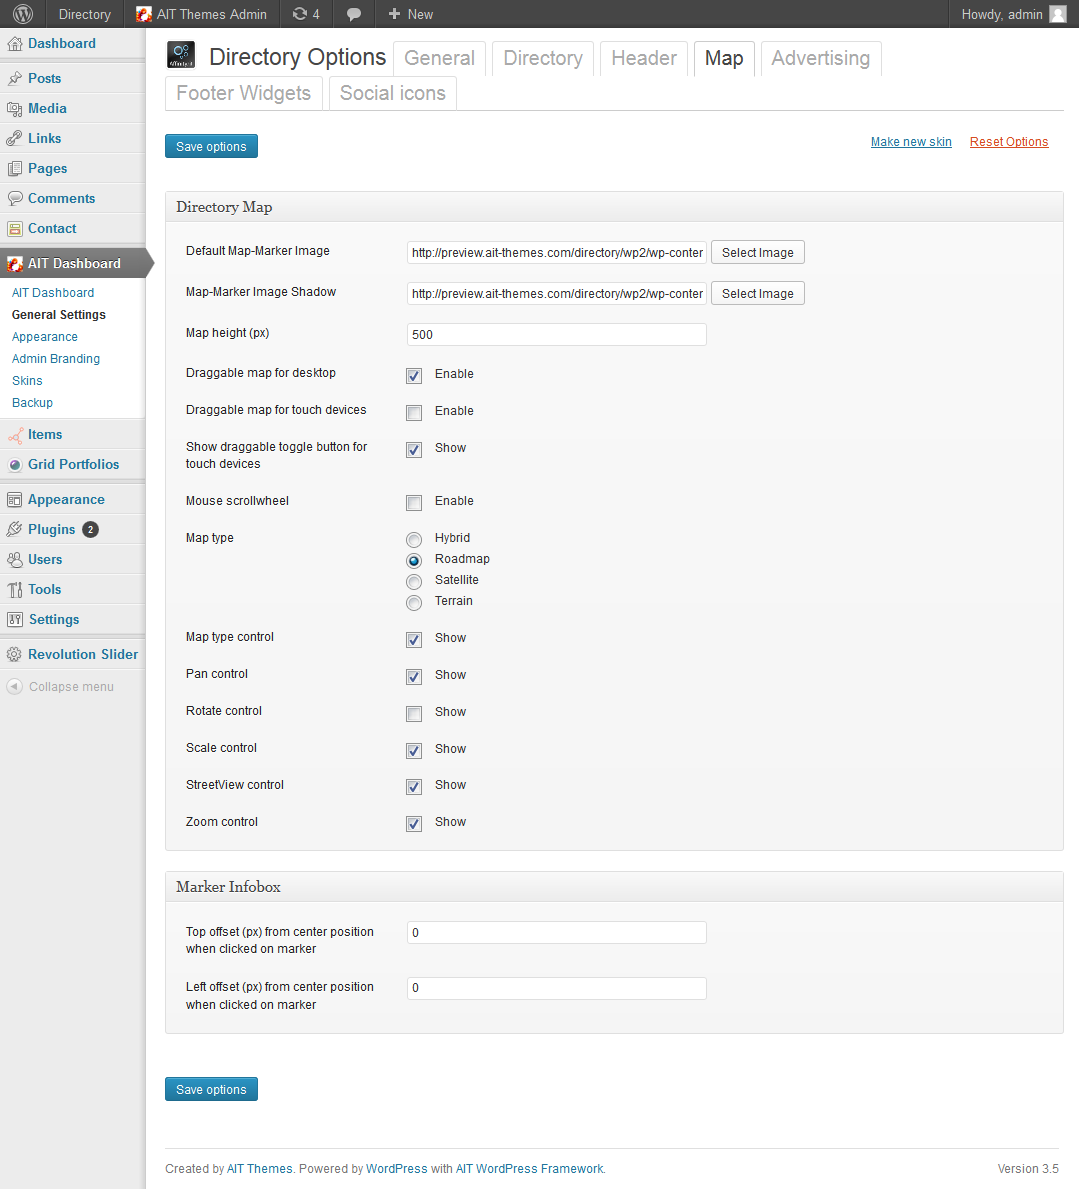 Directory AIT Themes Admin 4 New Howdy, admin
Dashboard
Posts
Media
Links
Pages
Comments
Contact
AIT Dashboard
AIT Dashboard
General Settings
Appearance
Admin Branding
Skins
Backup
Items
Grid Portfolios
Appearance
Plugins 2
Users
Tools
Settings
Revolution Slider
Collapse menu
Directory Options General Directory Header Map Advertising
Footer Widgets Social icons
Save options Make new skin Reset Options
Directory Map
Default Map-Marker Image http://preview.ait-themes.com/directory/wp2/wp-conter Select Image
Map-Marker Image Shadow http://preview.ait-themes.com/directory/wp2/wp-conter Select Image
Map height (px) 500
Draggable map for desktop Enable
Draggable map for touch devices Enable
Show draggable toggle button for Show
touch devices
Mouse scrollwheel Enable
Map type Hybrid
Roadmap
Satellite
Terrain
Map type control Show
Pan control Show
Rotate control Show
Scale control Show
StreetView control Show
Zoom control Show
Marker Infobox
Top offset (px) from center position 0
when clicked on marker
Left offset (px) from center position 0
when clicked on marker
Save options
Created by AIT Themes. Powered by WordPress with AIT WordPress Framework. Version 3.5